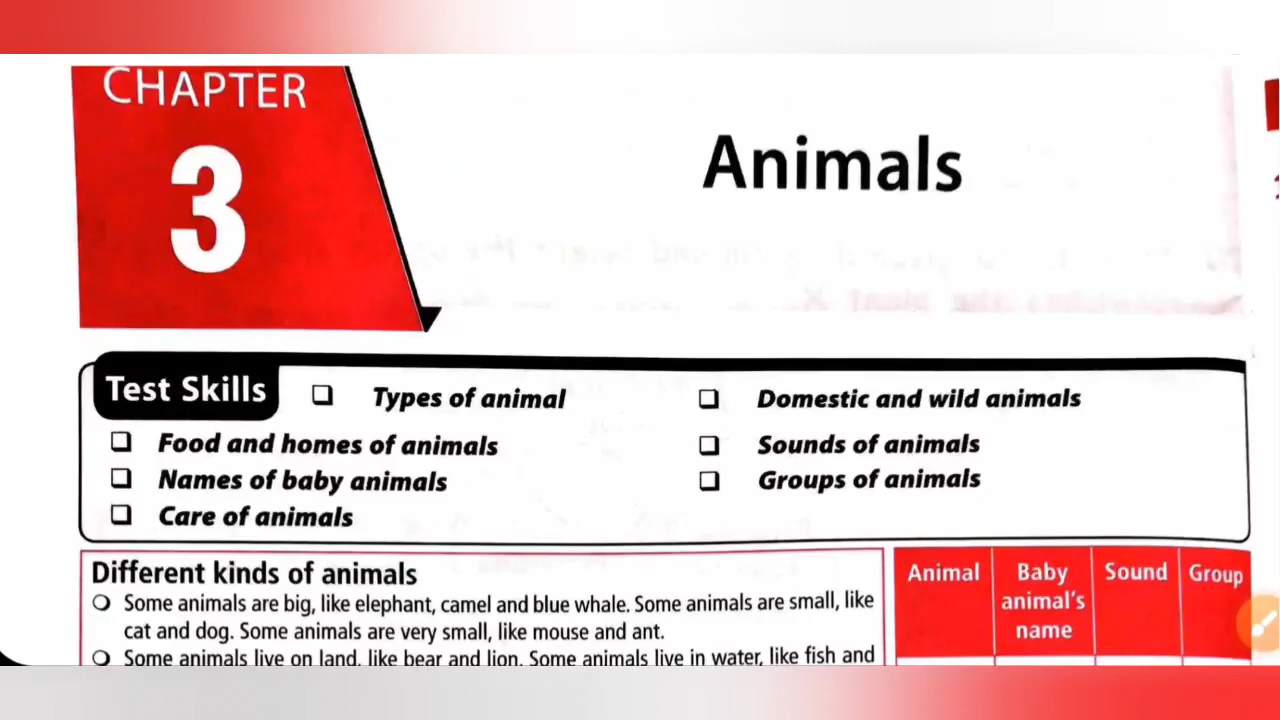 CHAPTER
3
Animals
Test Skills
❑ Types of animal
❑ Domestic and wild animals
❑ Food and homes of animals
❑ Sounds of animals
❑ Names of baby animals
❑ Groups of animals
❑ Care of animals
Different kinds of animals
❍ Some animals are big, like elephant, camel and blue whale. Some animals are small, like
cat and dog. Some animals are very small, like mouse and ant.
❍ Some animals live on land, like bear and lion. Some animals live in water, like fish and
Animal
Baby
animal's
name
Sound
Group